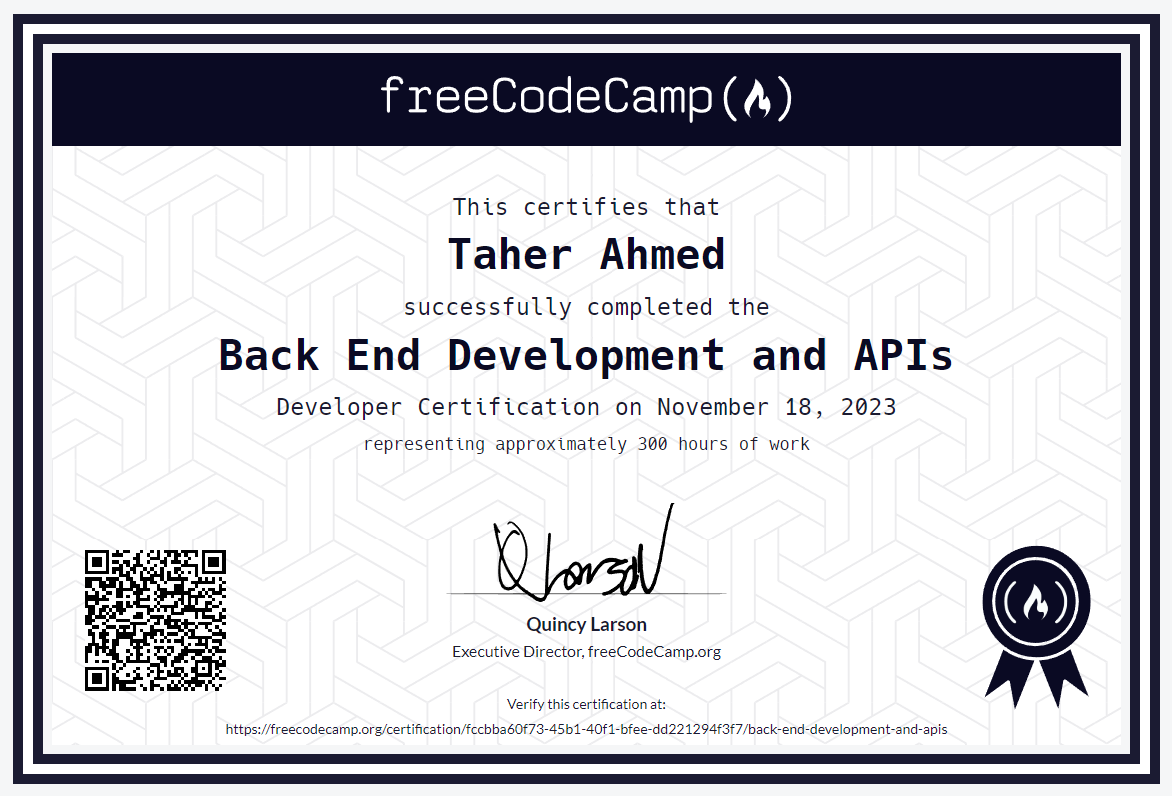 freeCodeCamp
This certifies that
Taher Ahmed
successfully completed the
Back End Development and APIs
Developer Certification on November 18, 2023
representing approximately 300 hours of work
Q Larson
Quincy Larson
Executive Director, freeCodeCamp.org
Verify this certification at:
https://freecodecamp.org/certification/fccbba60f73-45b1-40f1-bfee-dd221294f3f7/back-end-development-and-apis